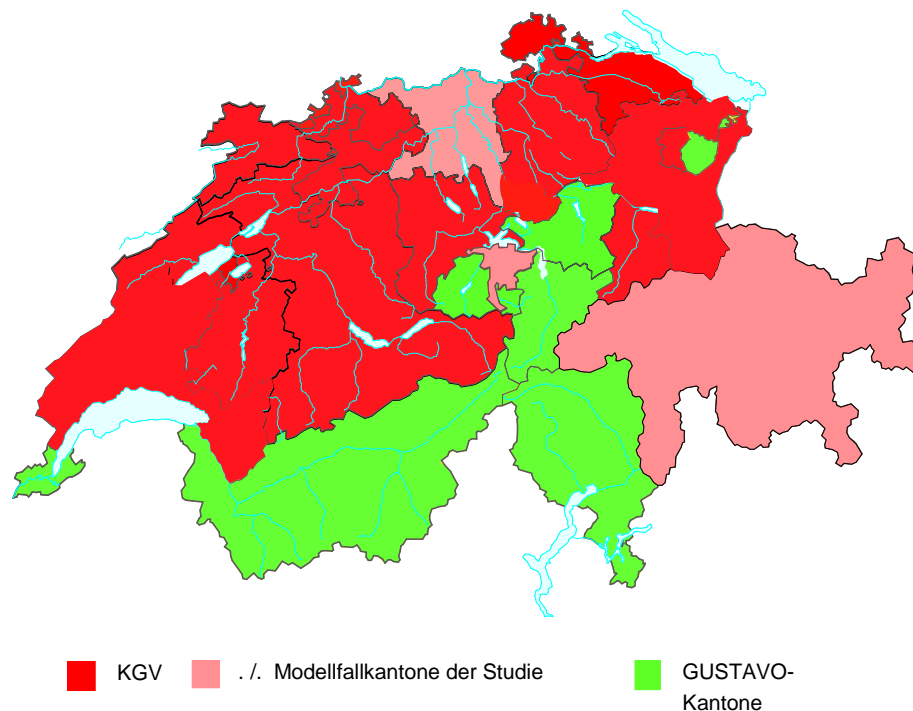 KGV
. /. Modellfallkantone der Studie
GUSTAVO-
Kantone